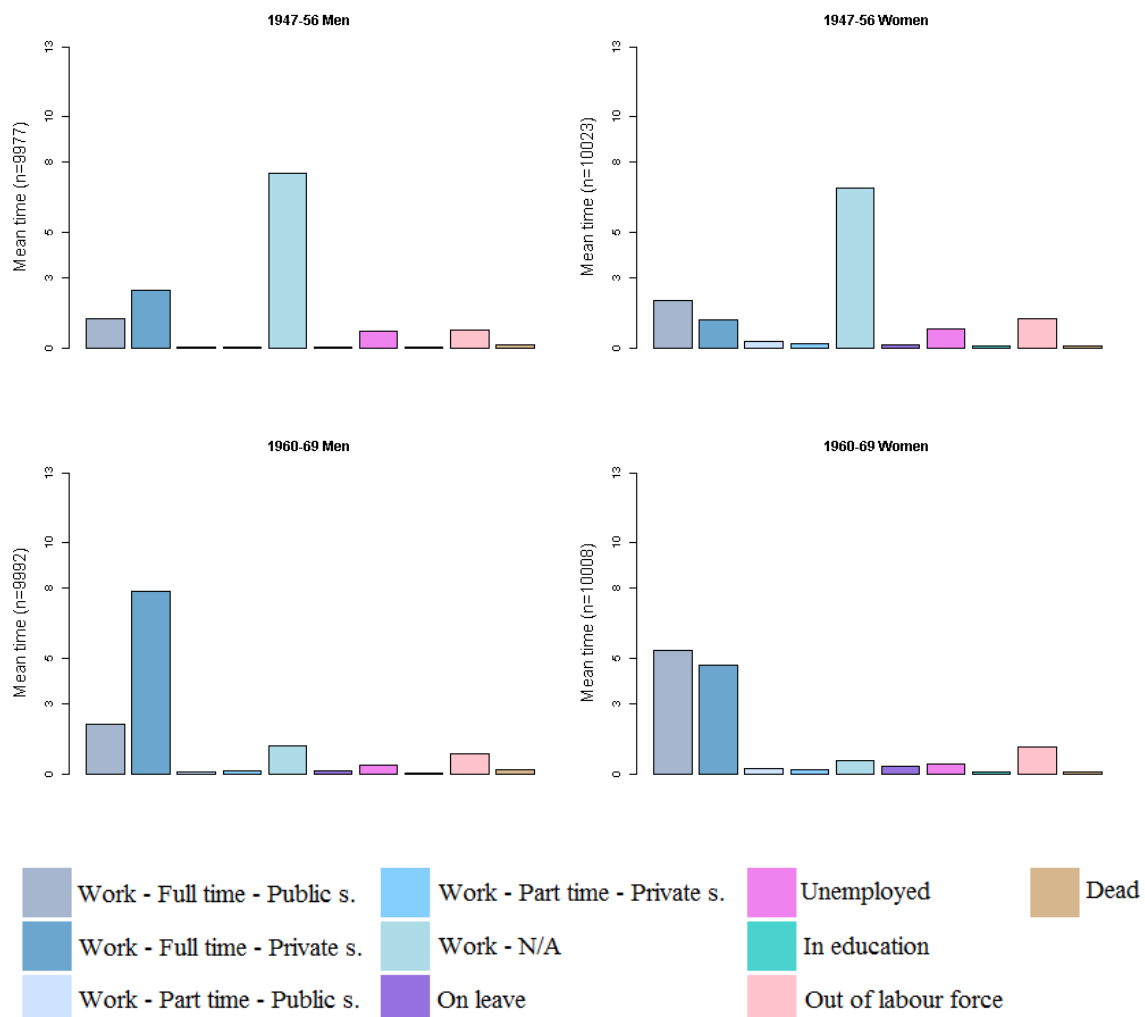 1947-56 Men
Mean time (n=9977)
13
10
8
5
3
0
1947-56 Women
Mean time (n=10023)
13
10
8
5
3
0
1960-69 Men
Mean time (n=9992)
13
10
8
5
3
0
1960-69 Women
Mean time (n=10008)
13
10
8
5
3
0
Work - Full time - Public s.
Work - Full time - Private s.
Work - Part time - Public s.
Work - Part time - Private s.
Work - N/A
On leave
Unemployed
In education
Out of labour force
Dead